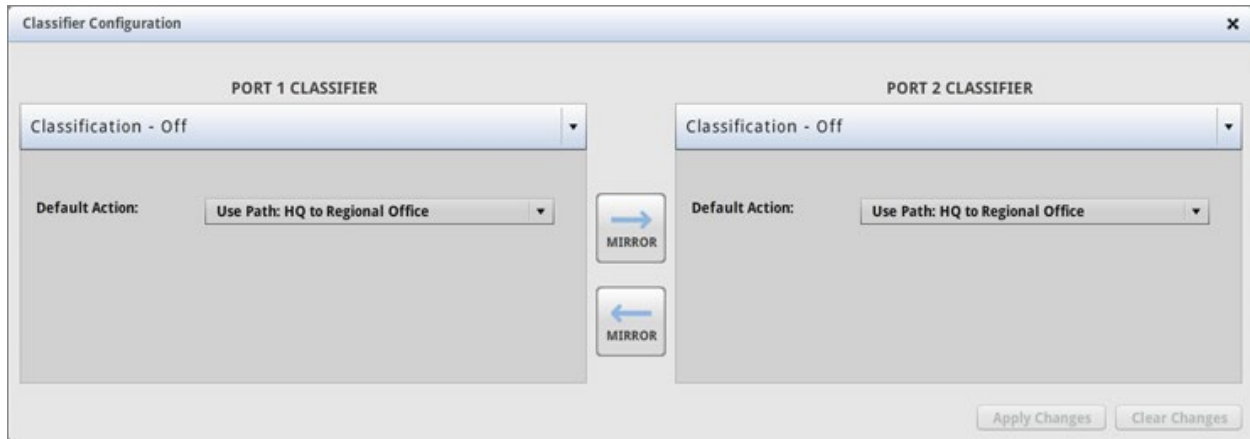 Classifier Configuration
PORT 1 CLASSIFIER
Classification - Off
Default Action:
Use Path: HQ to Regional Office
MIRROR
MIRROR
PORT 2 CLASSIFIER
Classification - Off
Default Action:
Use Path: HQ to Regional Office
Apply Changes
Clear Changes